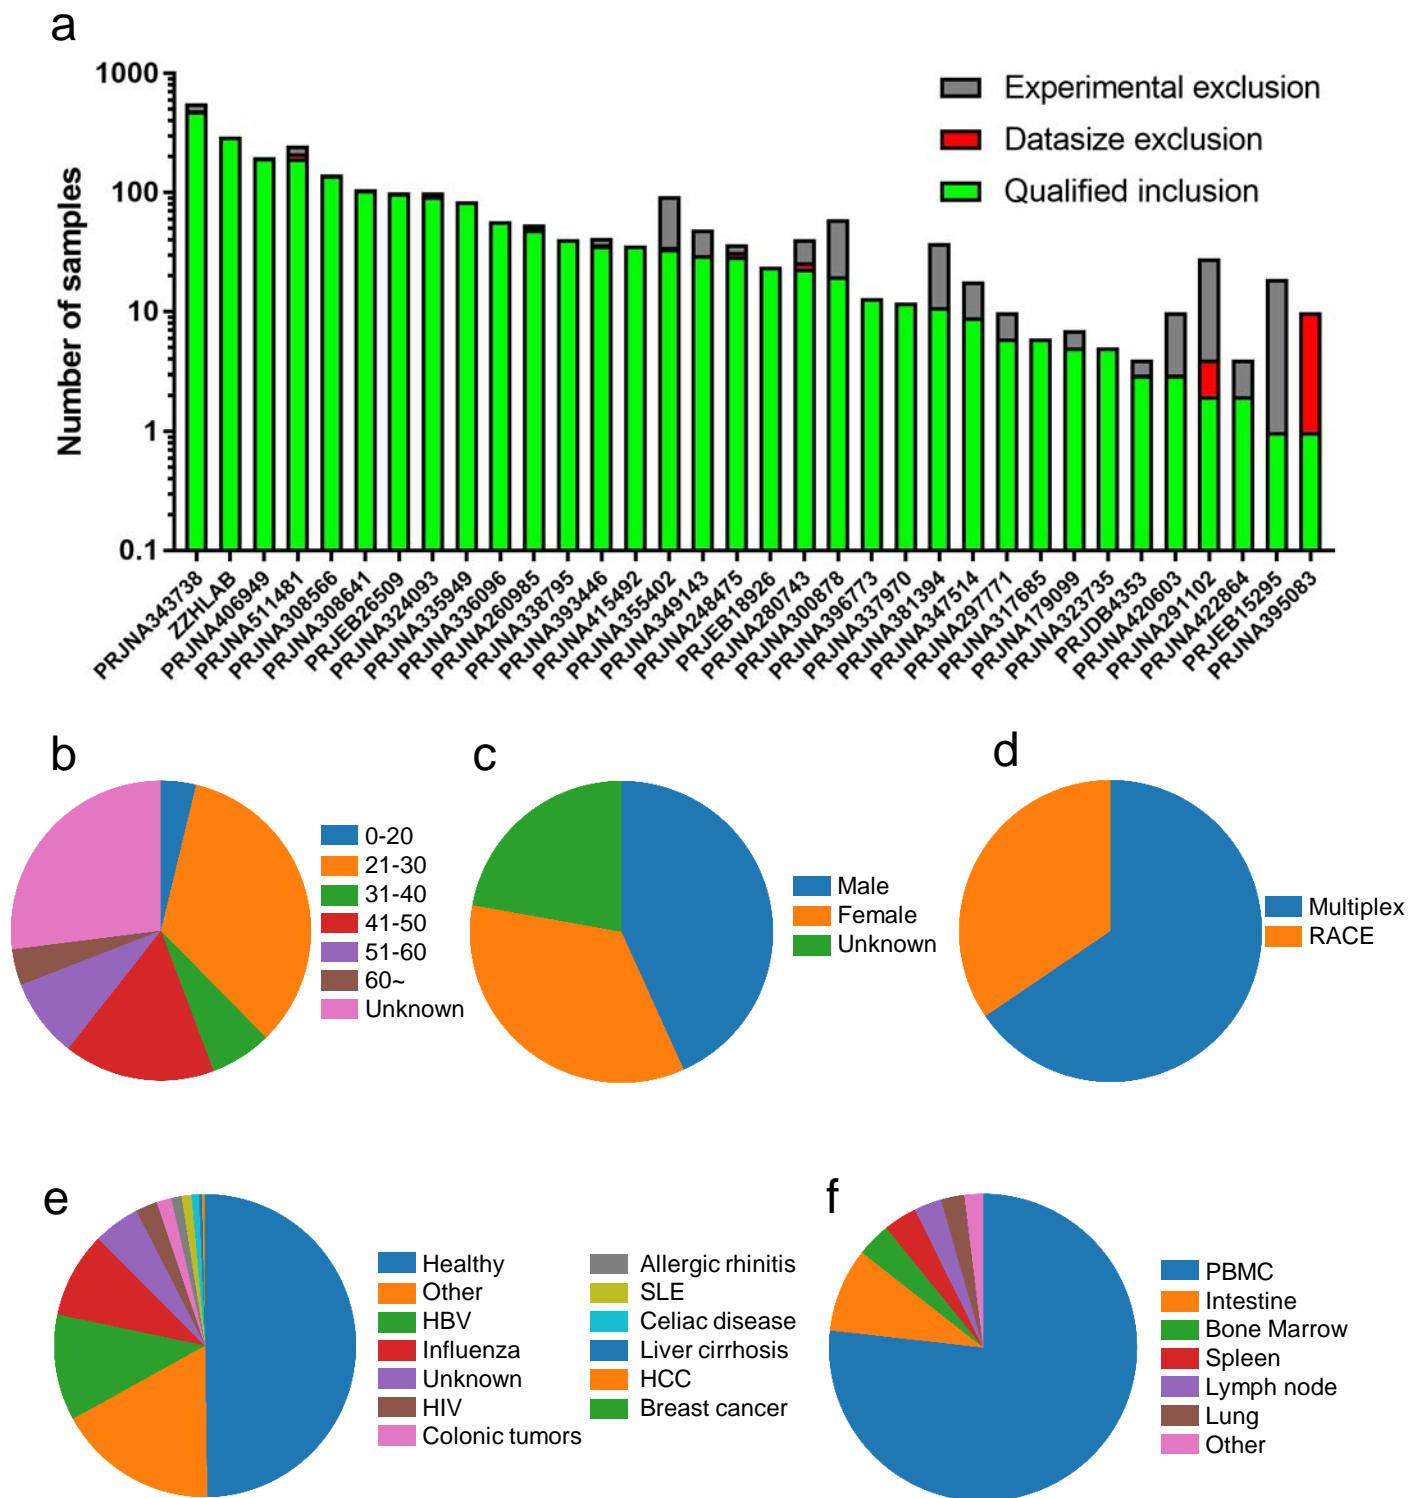 a
1000
100
10
1
0.1
Number of samples
Experimental exclusion
Datasize exclusion
Qualified inclusion
PRJNA343738
ZZHLAB
PRJNA406949
PRJNA511481
PRJNA308566
PRJNA308641
PRJEB26509
PRJNA324093
PRJNA335949
PRJNA336096
PRJNA260985
PRJNA338795
PRJNA393446
PRJNA415492
PRJNA355402
PRJNA349143
PRJNA248475
PRJEB18926
PRJNA280743
PRJNA300878
PRJNA396773
PRJNA337970
PRJNA381394
PRJNA347514
PRJNA297771
PRJNA317685
PRJNA179099
PRJNA323735
PRJDB4353
PRJNA420603
PRJNA291102
PRJNA422864
PRJEB15295
PRJNA395083
b
0-20
21-30
31-40
41-50
51-60
60~
Unknown
c
Male
Female
Unknown
d
Multiplex
RACE
e
Healthy
Other
HBV
Influenza
Unknown
HIV
Colonic tumors
Allergic rhinitis
SLE
Celiac disease
Liver cirrhosis
HCC
Breast cancer
f
PBMC
Intestine
Bone Marrow
Spleen
Lymph node
Lung
Other